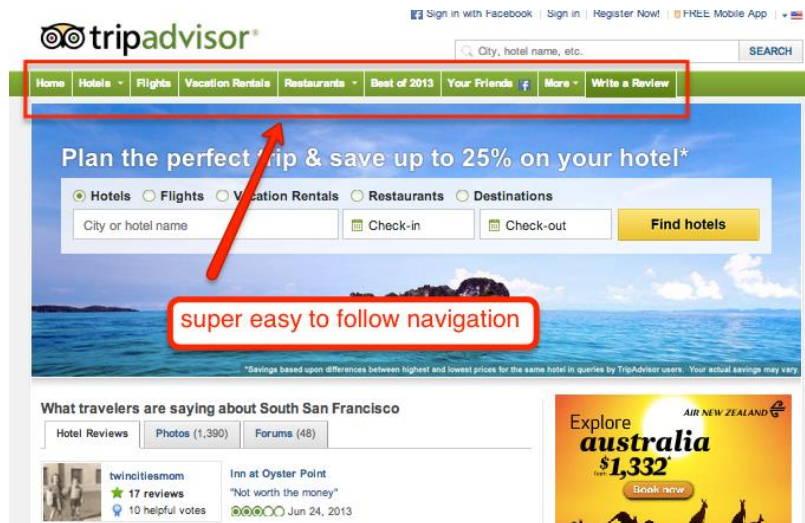 Sign in with Facebook | Sign in | Register Now! | FREE Mobile App |
tripadvisor®
City, hotel name, etc. SEARCH
Home Hotels Flights Vacation Rentals Restaurants Best of 2013 Your Friends More Write a Review
Plan the perfect trip & save up to 25% on your hotel*
Hotels Flights Vacation Rentals Restaurants Destinations
City or hotel name Check-in Check-out Find hotels
super easy to follow navigation
*Savings based upon differences between highest and lowest prices for the same hotel in queries by TripAdvisor users. Your actual savings may vary.
What travelers are saying about South San Francisco
Hotel Reviews Photos (1,390) Forums (48)
twincitiesmom
17 reviews
10 helpful votes
Inn at Oyster Point
"Not worth the money"
Jun 24, 2013
AIR NEW ZEALAND
Explore
australia
from $1,332*
Book now